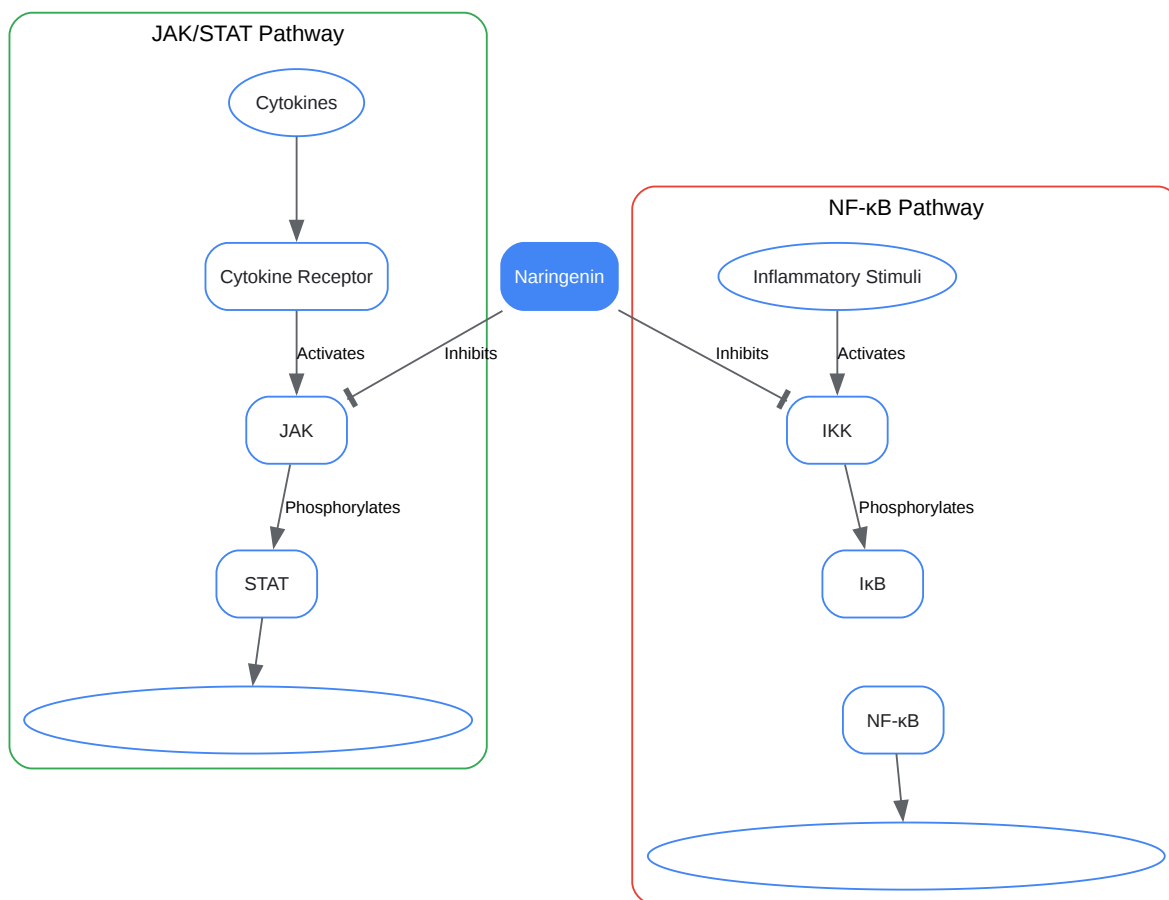 JAK/STAT Pathway
Cytokines
Cytokine Receptor
Activates
JAK
Phosphorylates
STAT
Naringenin
Inhibits
Inhibits
NF-κB Pathway
Inflammatory Stimuli
Activates
IKK
Phosphorylates
IκB
NF-κB